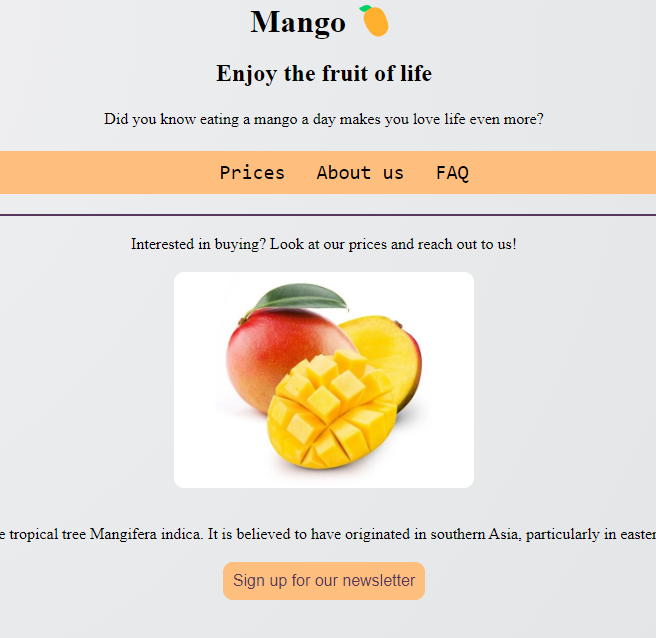 Mango 🥭
Enjoy the fruit of life
Did you know eating a mango a day makes you love life even more?
Prices About us FAQ
Interested in buying? Look at our prices and reach out to us!
e tropical tree Mangifera indica. It is believed to have originated in southern Asia, particularly in easter
Sign up for our newsletter